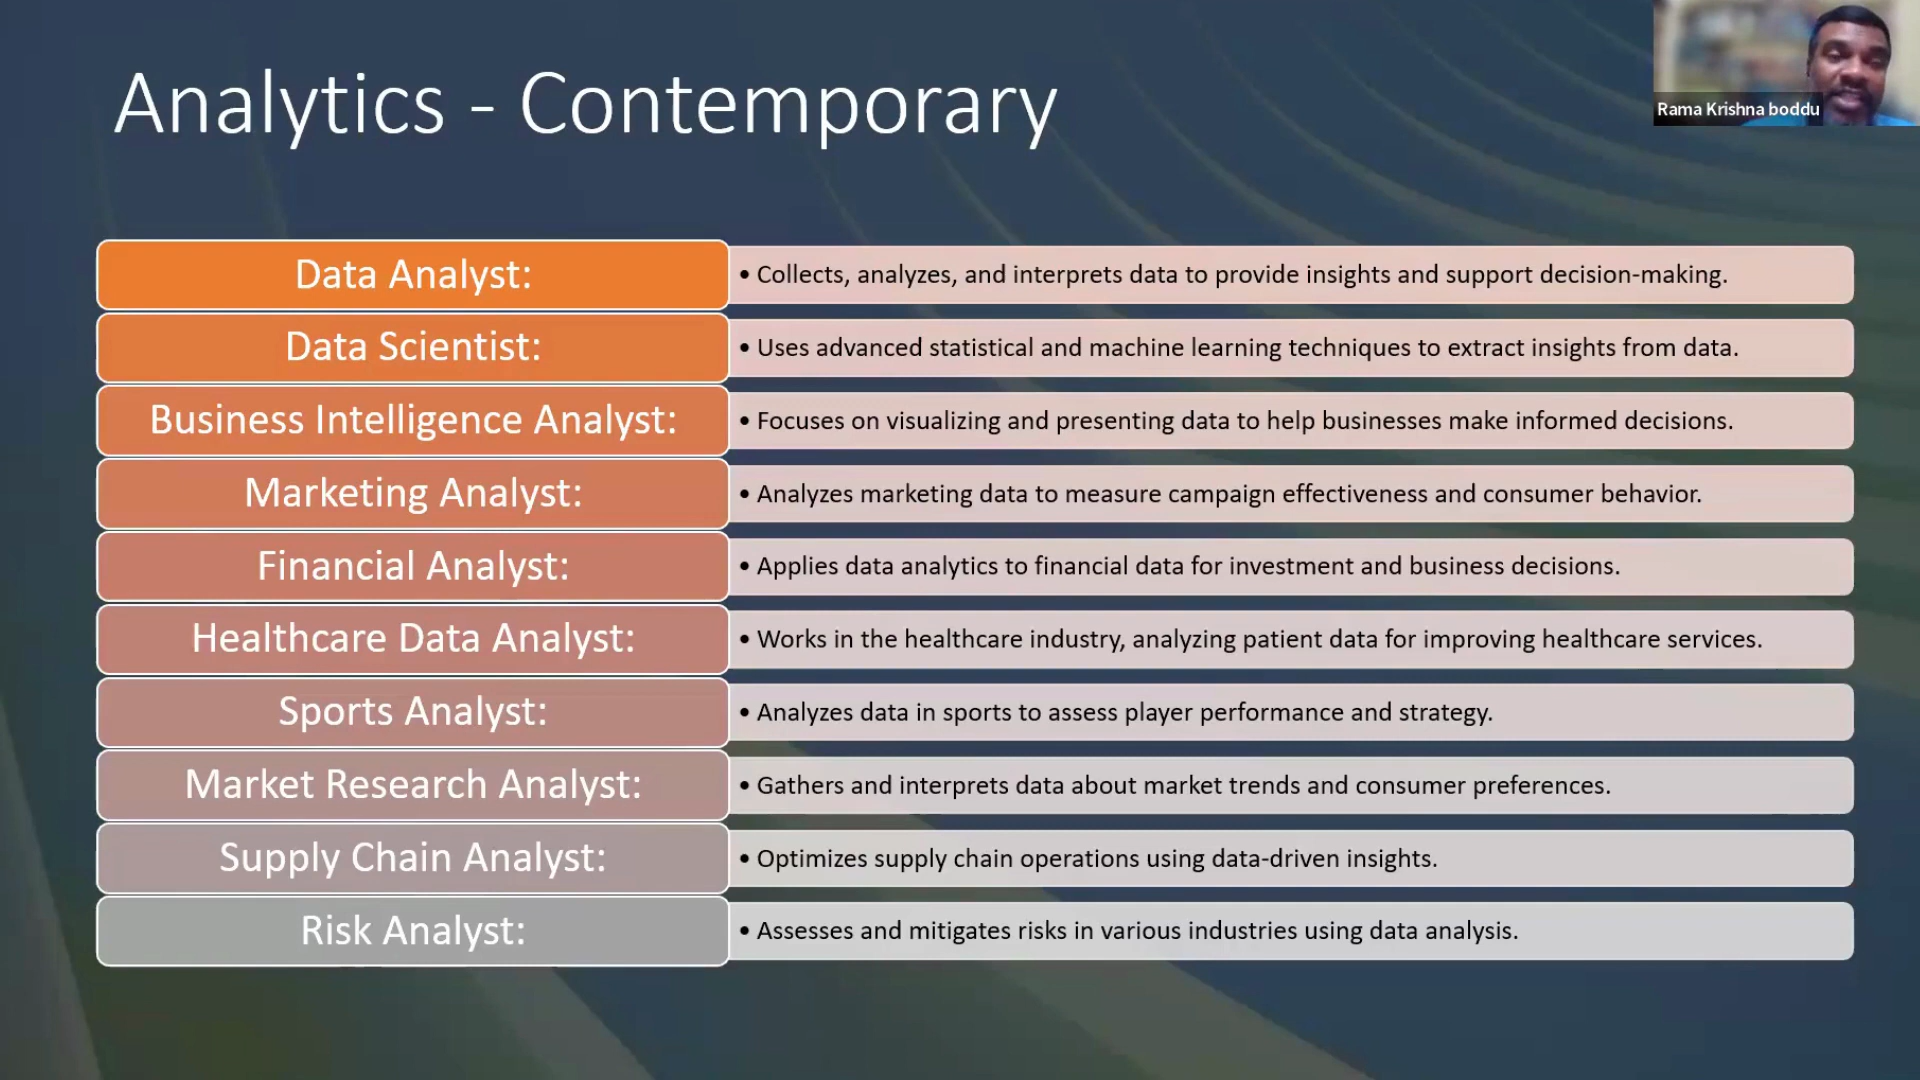 Analytics - Contemporary
Rama Krishna boddu
Data Analyst:
• Collects, analyzes, and interprets data to provide insights and support decision-making.
Data Scientist:
• Uses advanced statistical and machine learning techniques to extract insights from data.
Business Intelligence Analyst:
• Focuses on visualizing and presenting data to help businesses make informed decisions.
Marketing Analyst:
• Analyzes marketing data to measure campaign effectiveness and consumer behavior.
Financial Analyst:
• Applies data analytics to financial data for investment and business decisions.
Healthcare Data Analyst:
• Works in the healthcare industry, analyzing patient data for improving healthcare services.
Sports Analyst:
• Analyzes data in sports to assess player performance and strategy.
Market Research Analyst:
• Gathers and interprets data about market trends and consumer preferences.
Supply Chain Analyst:
• Optimizes supply chain operations using data-driven insights.
Risk Analyst:
• Assesses and mitigates risks in various industries using data analysis.